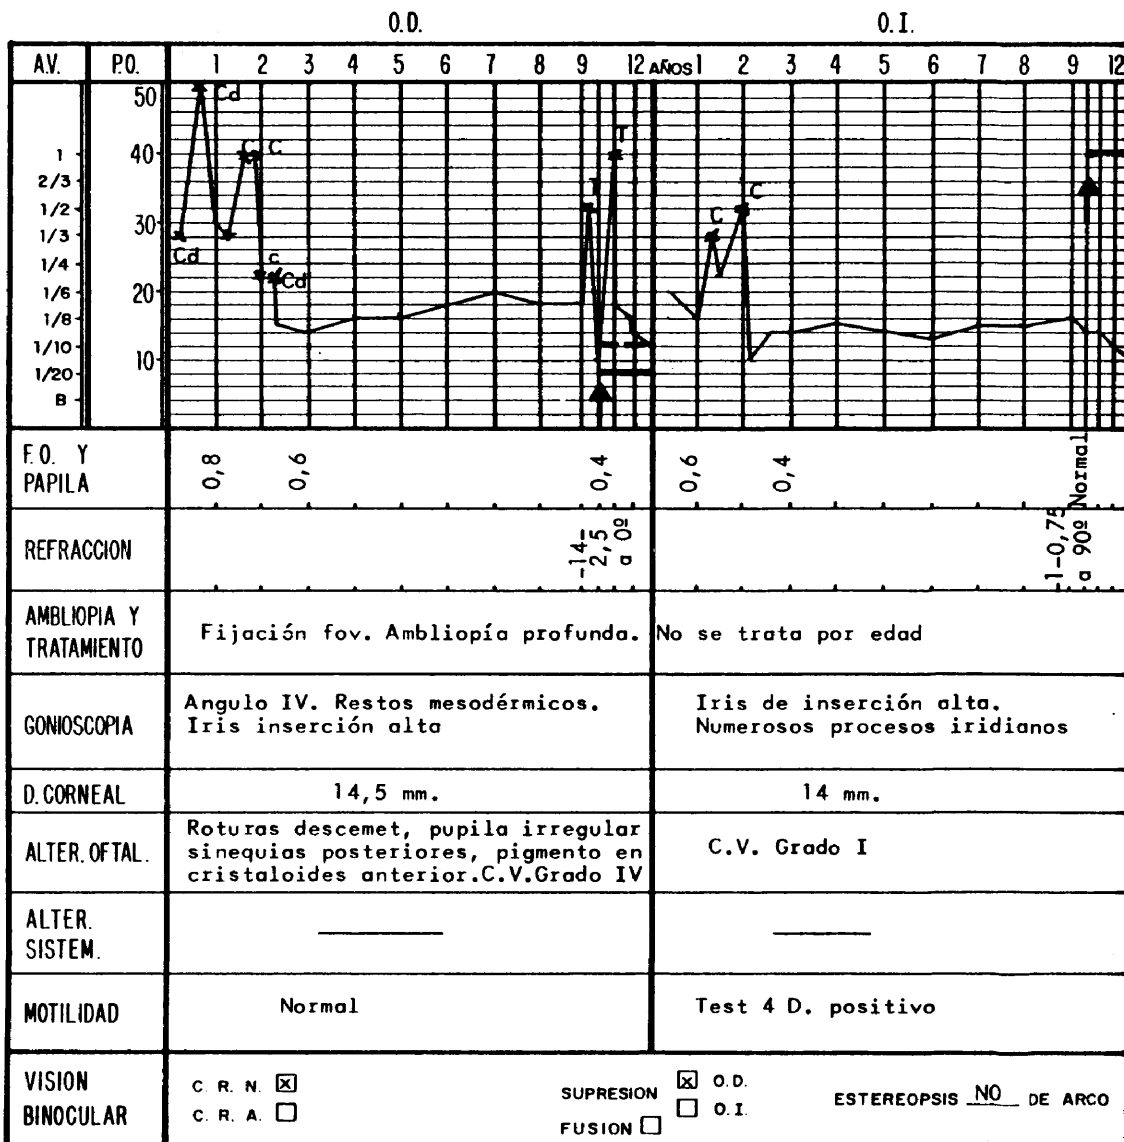 O.D. O.I.
A.V. P.O. 1 2 3 4 5 6 7 8 9 12 AÑOS 1 2 3 4 5 6 7 8 9 12
50
1 40
2/3
1/2
1/3 30
1/4
1/6 20
1/8
1/10 10
1/20
B
Cd
Cd
C C
c
Cd
T
T
C
C
F.O. Y
PAPILA
0,8 0,6 0,4 0,6 0,4 Normal
REFRACCION
-14-
2,5
a 0º
-1-0,75
a 90º
AMBLIOPIA Y
TRATAMIENTO
Fijación fov. Ambliopía profunda. No se trata por edad
GONIOSCOPIA
Angulo IV. Restos mesodérmicos.
Iris inserción alta
Iris de inserción alta.
Numerosos procesos iridianos
D.CORNEAL 14,5 mm. 14 mm.
ALTER.OFTAL.
Roturas descemet, pupila irregular
sinequias posteriores, pigmento en
cristaloides anterior.C.V.Grado IV
C.V. Grado I
ALTER.
SISTEM.
MOTILIDAD Normal Test 4 D. positivo
VISION
BINOCULAR
C. R. N. ☒
C. R. A. ☐
SUPRESION ☒ O.D.
☐ O.I.
FUSION ☐
ESTEREOPSIS NO DE ARCO